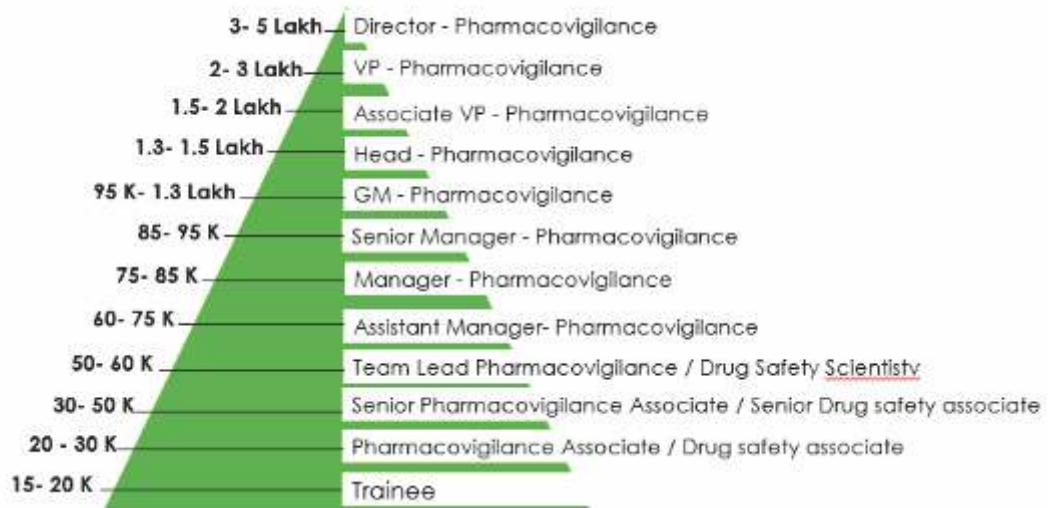 3- 5 Lakh Director - Pharmacovigilance
2- 3 Lakh VP - Pharmacovigilance
1.5- 2 Lakh Associate VP - Pharmacovigilance
1.3- 1.5 Lakh Head - Pharmacovigilance
95 K- 1.3 Lakh GM - Pharmacovigilance
85- 95 K Senior Manager - Pharmacovigilance
75- 85 K Manager - Pharmacovigilance
60- 75 K Assistant Manager- Pharmacovigilance
50- 60 K Team Lead Pharmacovigilance / Drug Safety Scientistv
30- 50 K Senior Pharmacovigilance Associate / Senior Drug safety associate
20 - 30 K Pharmacovigilance Associate / Drug safety associate
15- 20 K Trainee